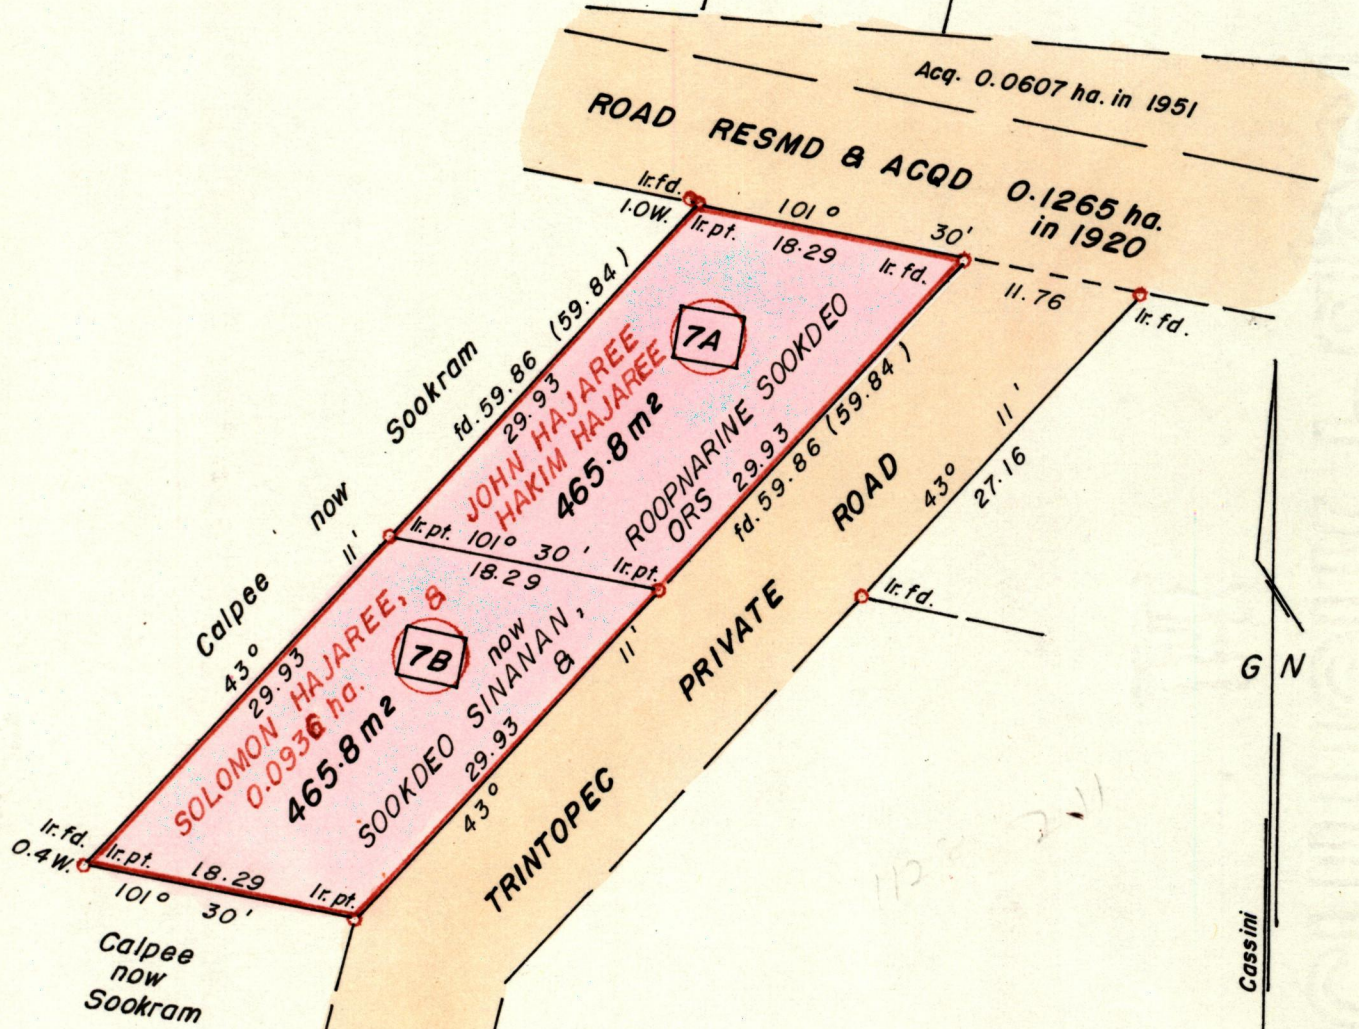 Acq. 0.0607 ha. in 1951
ROAD RESMD & ACQD 0.1265 ha.
in 1920
Ir. fd.
1.0W.
101° 30'
Ir. pt. 18.29 Ir. fd.
11.76
Ir. fd.
7A
Sookram
fd. 59.86 (59.84)
29.93
JOHN HAJAREE
HAKIM HAJAREE
465.8 m²
ROOPNARINE SOOKDEO
ORS 29.93
fd. 59.86 (59.84)
ROAD
43° 11'
27.16
now
11'
Ir. pt. 101° 30' Ir. pt.
18.29
Ir. fd.
Calpee
43°
29.93
SOLOMON HAJAREE, &
0.0936 ha.
465.8 m²
7B
now
SOOKDEO SINANAN, &
29.93
11'
43°
PRIVATE
TRINTOPEC
G N
Ir. fd.
0.4W.
Ir. pt. 18.29 Ir. pt.
101° 30'
Calpee
now
Sookram
Cassini